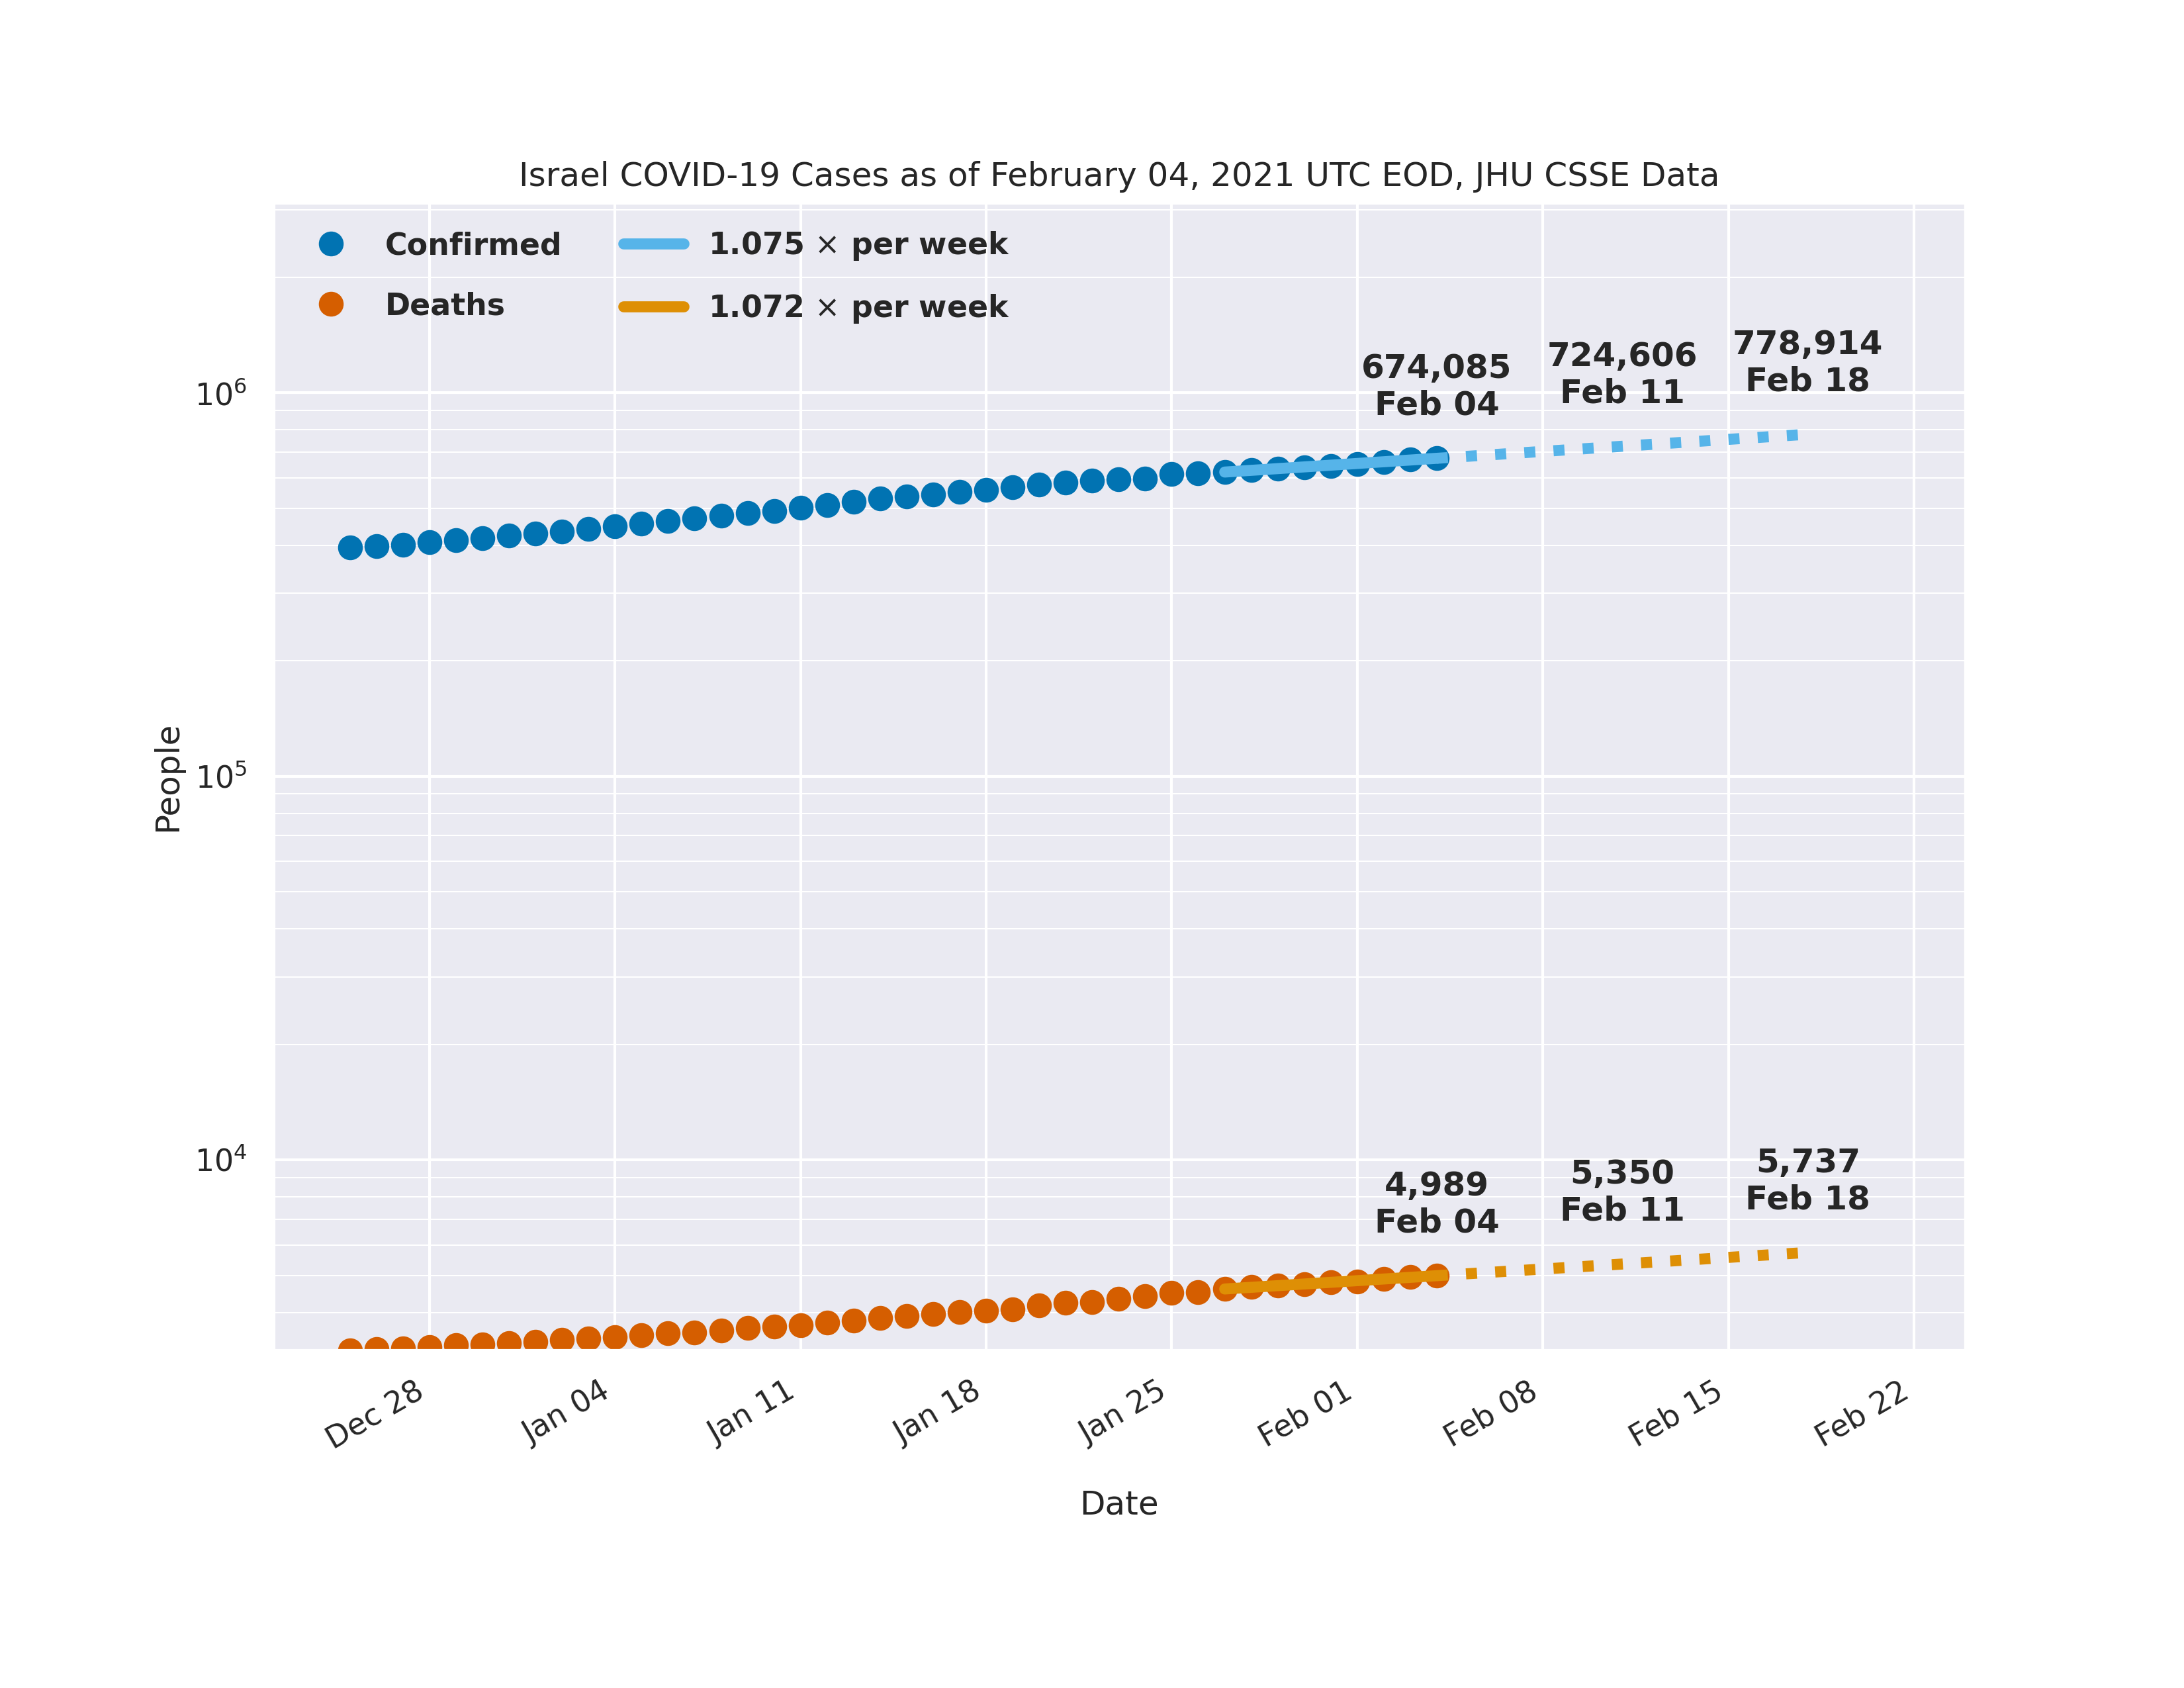 Israel COVID-19 Cases as of February 04, 2021 UTC EOD, JHU CSSE Data
Confirmed
Deaths
1.075 × per week
1.072 × per week
674,085
Feb 04
724,606
Feb 11
778,914
Feb 18
10⁶
10⁵
10⁴
People
4,989
Feb 04
5,350
Feb 11
5,737
Feb 18
Dec 28
Jan 04
Jan 11
Jan 18
Jan 25
Feb 01
Feb 08
Feb 15
Feb 22
Date